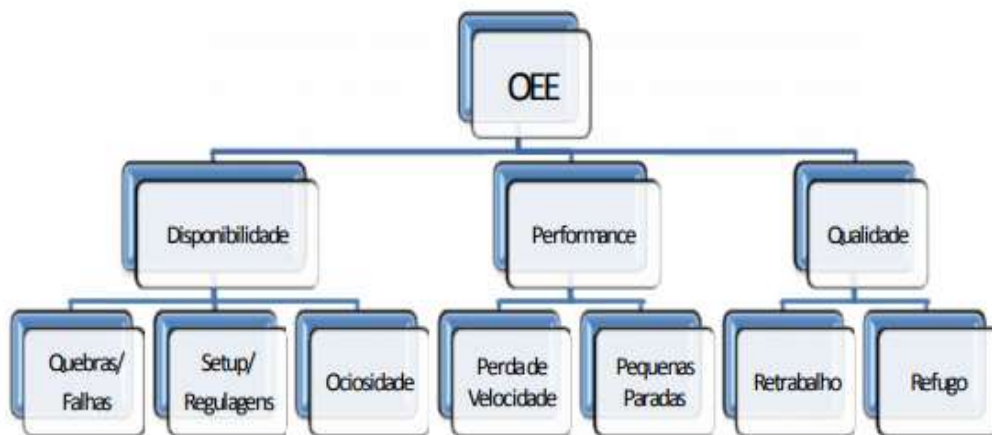 OEE
Disponibilidade
Performance
Qualidade
Quebras/
Falhas
Setup/
Regulagens
Ociosidade
Perda de
Velocidade
Pequenas
Paradas
Retrabalho
Refugo